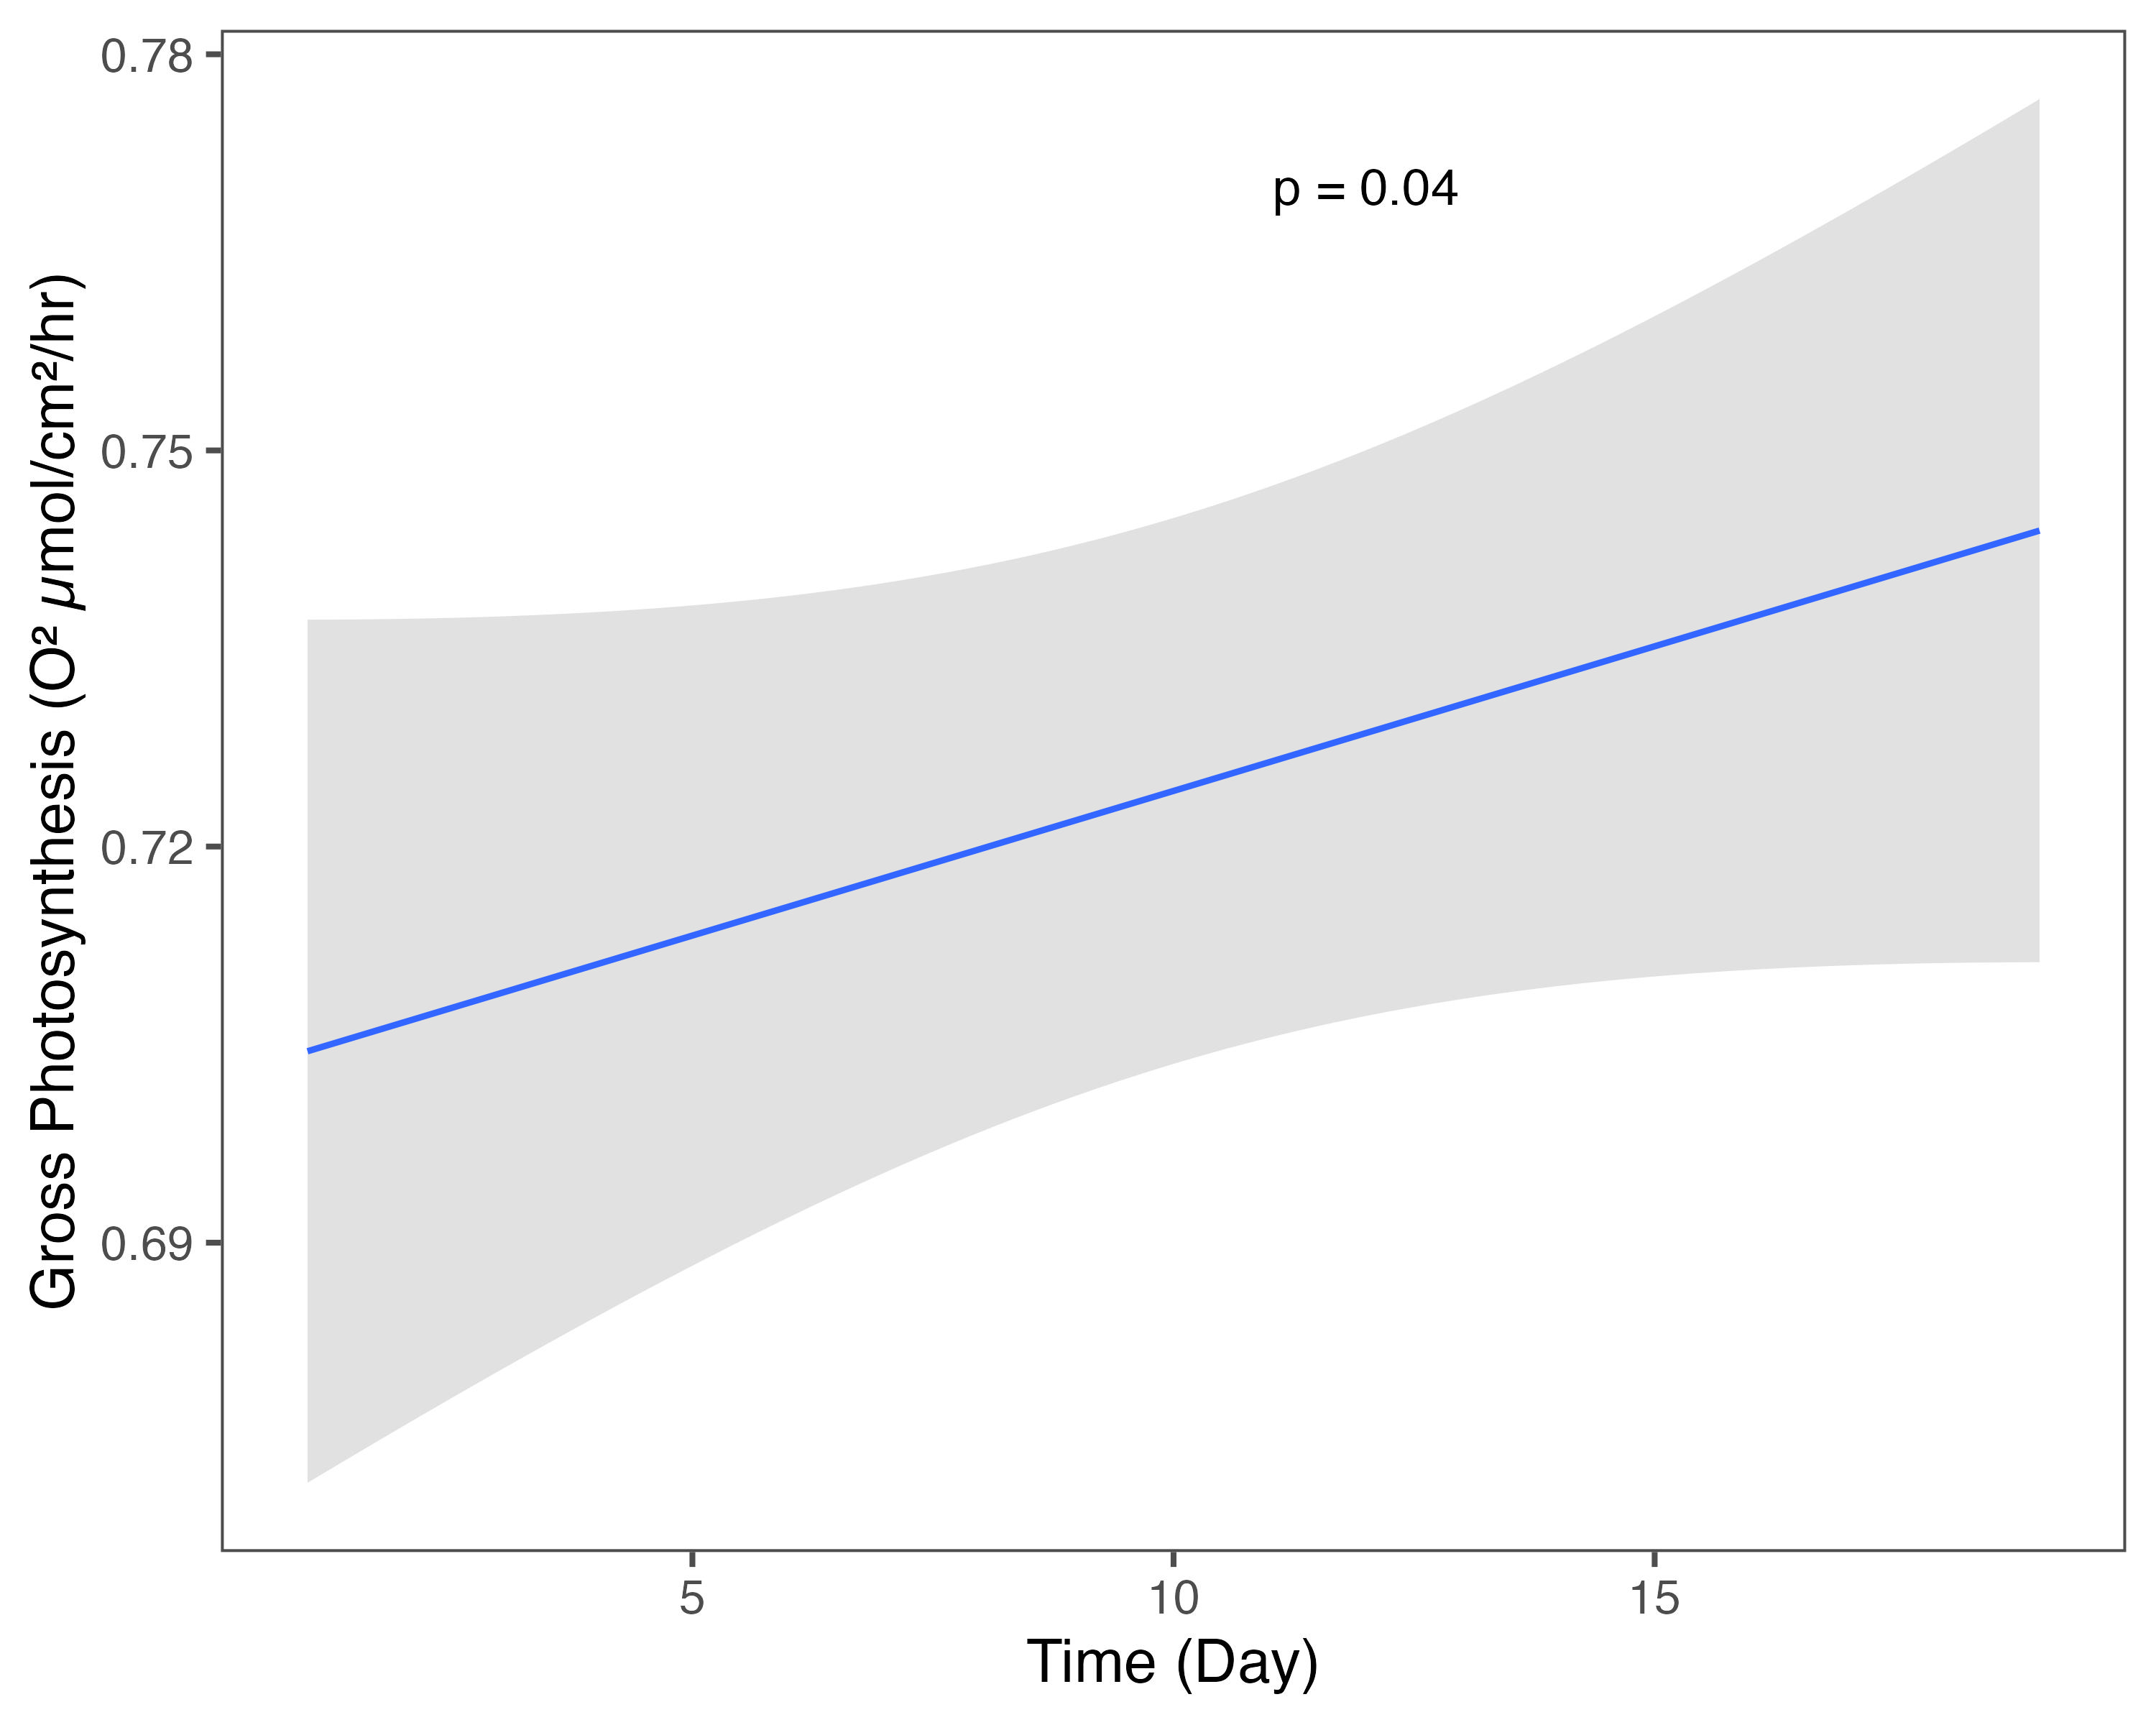 Gross Photosynthesis (O² µmol/cm²/hr)
0.78
0.75
0.72
0.69
p = 0.04
5
10
15
Time (Day)